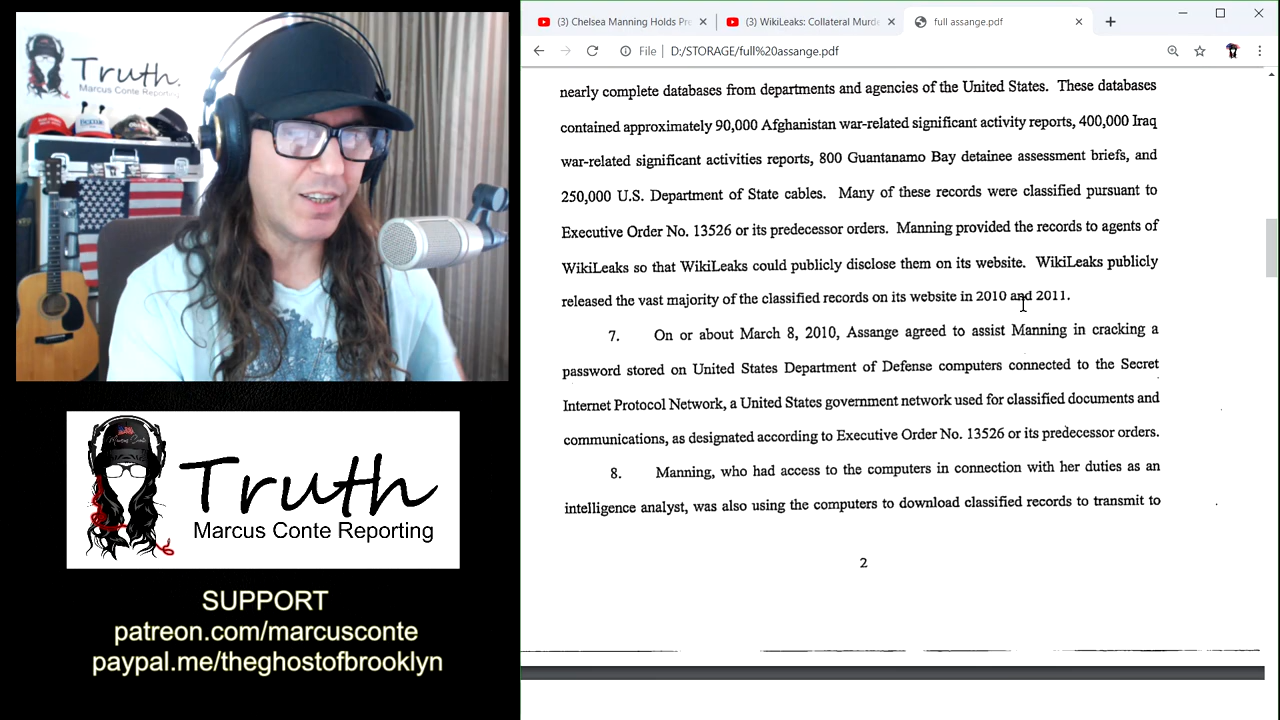 Truth.
Marcus Conte Reporting
Truth
Marcus Conte Reporting
SUPPORT
patreon.com/marcusconte
paypal.me/theghostofbrooklyn
(3) Chelsea Manning Holds Pre
(3) WikiLeaks: Collateral Murde
full assange.pdf
File
D:/STORAGE/full%20assange.pdf
nearly complete databases from departments and agencies of the United States. These databases
contained approximately 90,000 Afghanistan war-related significant activity reports, 400,000 Iraq
war-related significant activities reports, 800 Guantanamo Bay detainee assessment briefs, and
250,000 U.S. Department of State cables. Many of these records were classified pursuant to
Executive Order No. 13526 or its predecessor orders. Manning provided the records to agents of
WikiLeaks so that WikiLeaks could publicly disclose them on its website. WikiLeaks publicly
released the vast majority of the classified records on its website in 2010 and 2011.
7. On or about March 8, 2010, Assange agreed to assist Manning in cracking a
password stored on United States Department of Defense computers connected to the Secret
Internet Protocol Network, a United States government network used for classified documents and
communications, as designated according to Executive Order No. 13526 or its predecessor orders.
8. Manning, who had access to the computers in connection with her duties as an
intelligence analyst, was also using the computers to download classified records to transmit to
2